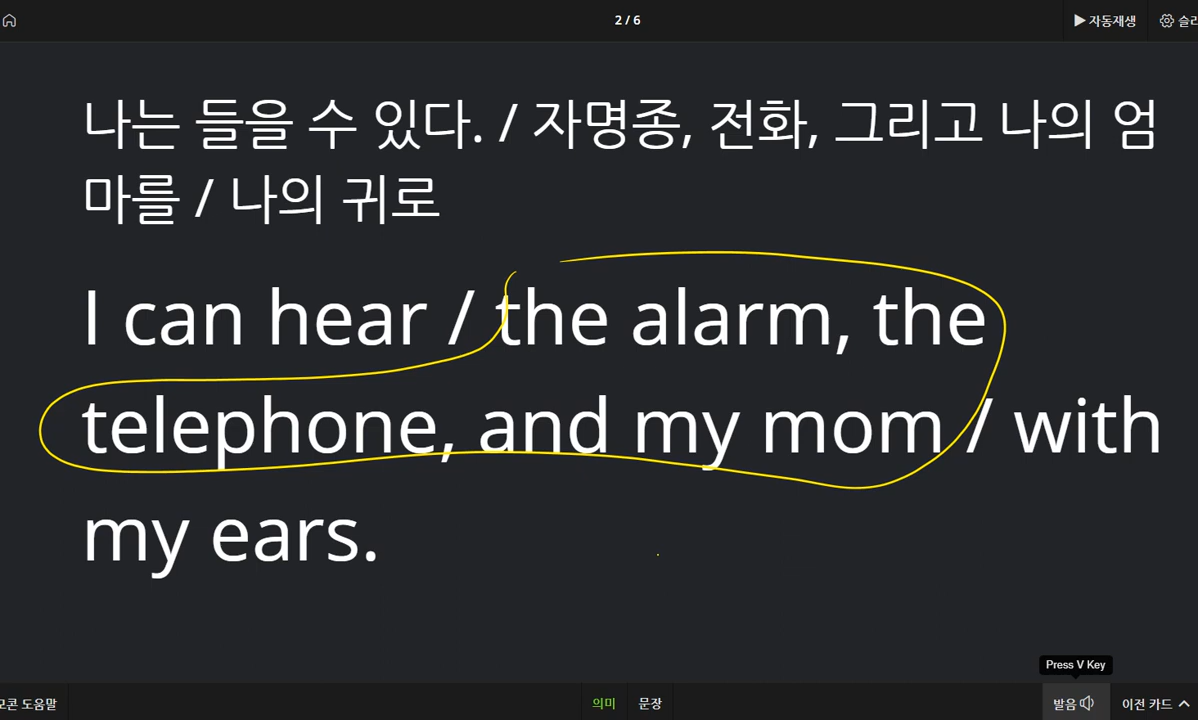 2 / 6
▶ 자동재생
슬라
나는 들을 수 있다. / 자명종, 전화, 그리고 나의 엄
마를 / 나의 귀로
I can hear / the alarm, the
telephone, and my mom / with
my ears.
Press V Key
모콘 도움말
의미
문장
발음
이전 카드